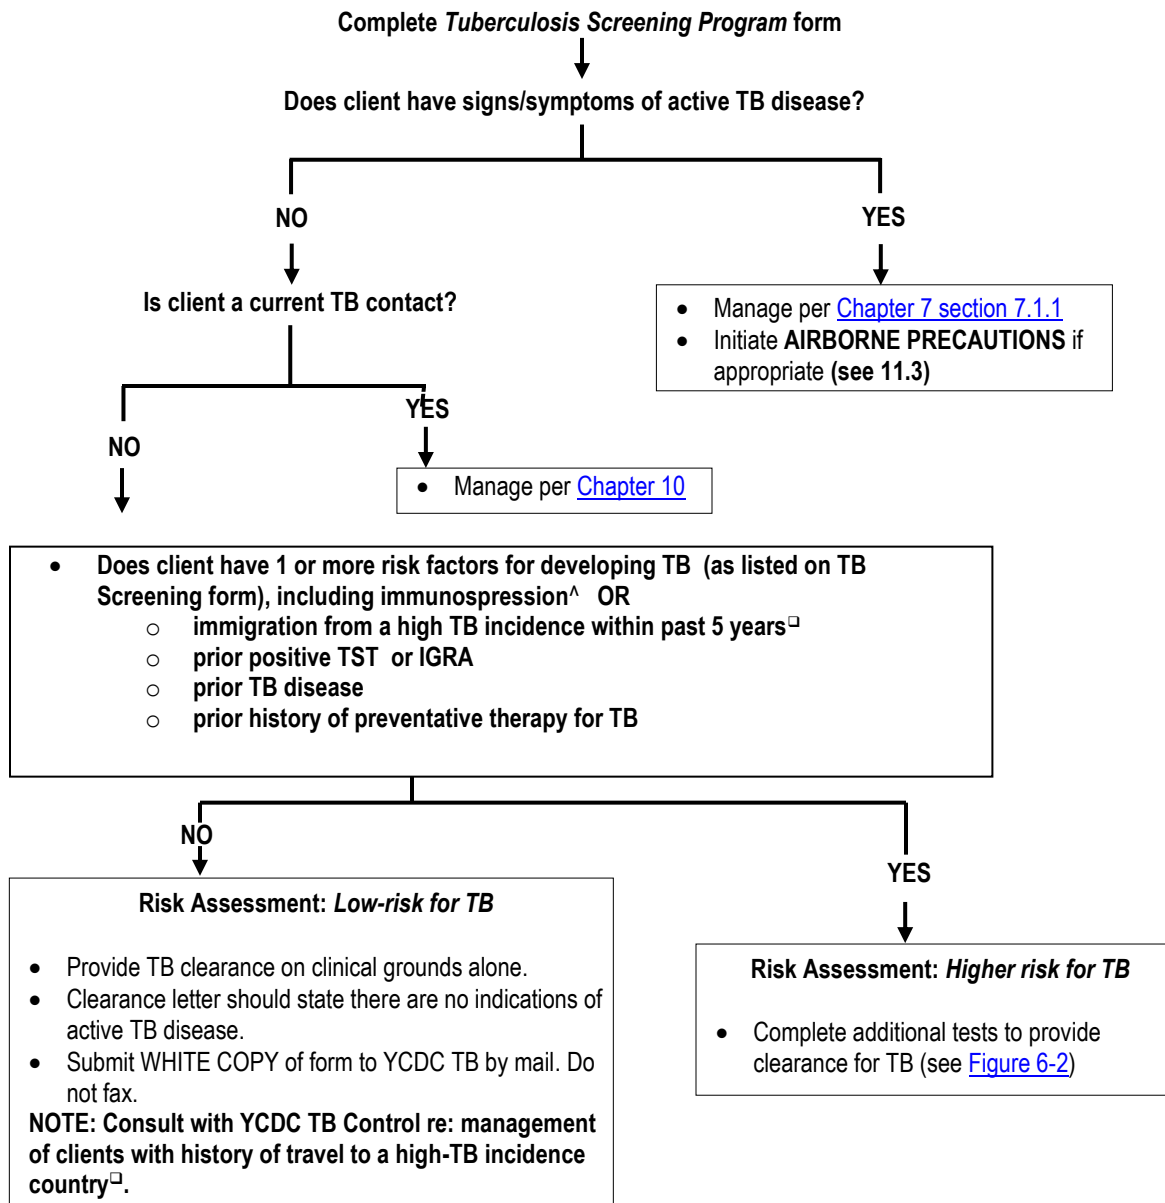 Complete Tuberculosis Screening Program form
Does client have signs/symptoms of active TB disease?
NO
YES
Is client a current TB contact?
• Manage per Chapter 7 section 7.1.1
• Initiate AIRBORNE PRECAUTIONS if
appropriate (see 11.3)
NO
YES
• Manage per Chapter 10
• Does client have 1 or more risk factors for developing TB (as listed on TB
Screening form), including immunospression^ OR
o immigration from a high TB incidence within past 5 years❑
o prior positive TST or IGRA
o prior TB disease
o prior history of preventative therapy for TB
NO
YES
Risk Assessment: Low-risk for TB
• Provide TB clearance on clinical grounds alone.
• Clearance letter should state there are no indications of
active TB disease.
• Submit WHITE COPY of form to YCDC TB by mail. Do
not fax.
NOTE: Consult with YCDC TB Control re: management
of clients with history of travel to a high-TB incidence
country❑.
Risk Assessment: Higher risk for TB
• Complete additional tests to provide
clearance for TB (see Figure 6-2)